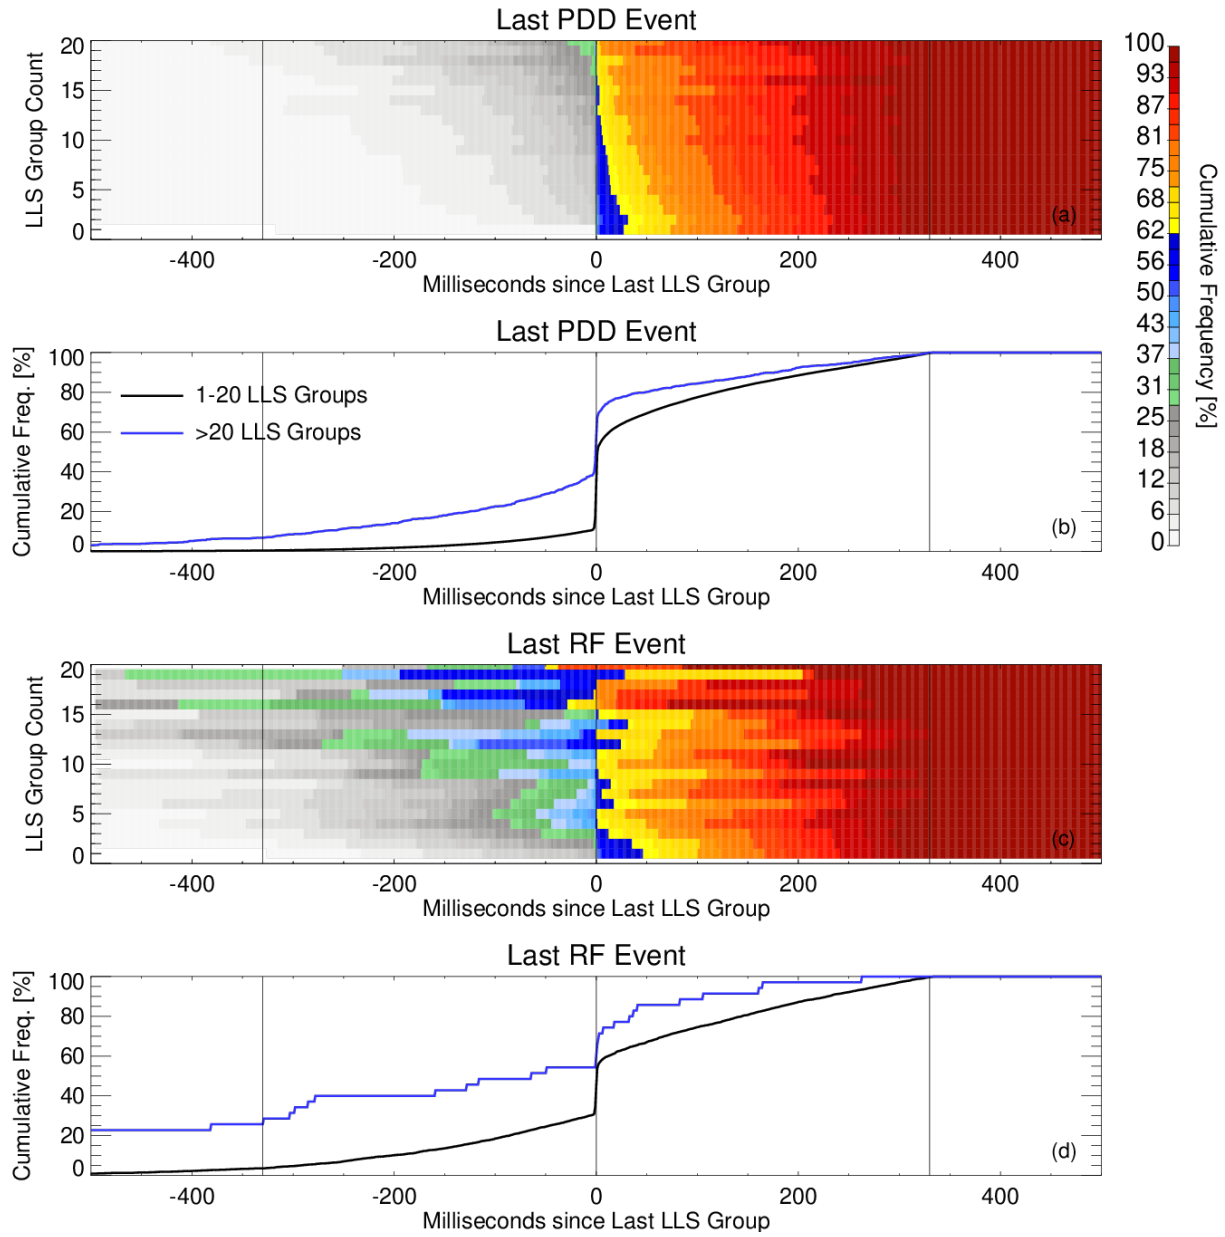 Last PDD Event
LLS Group Count
20
15
10
5
0
(a)
-400 -200 0 200 400
Milliseconds since Last LLS Group
100
93
87
81
75
68
62
56
50
43
37
31
25
18
12
6
0
Cumulative Frequency [%]
Last PDD Event
Cumulative Freq. [%]
100
80
60
40
20
0
1-20 LLS Groups
>20 LLS Groups
(b)
-400 -200 0 200 400
Milliseconds since Last LLS Group
Last RF Event
LLS Group Count
20
15
10
5
0
(c)
-400 -200 0 200 400
Milliseconds since Last LLS Group
Last RF Event
Cumulative Freq. [%]
100
80
60
40
20
0
(d)
-400 -200 0 200 400
Milliseconds since Last LLS Group